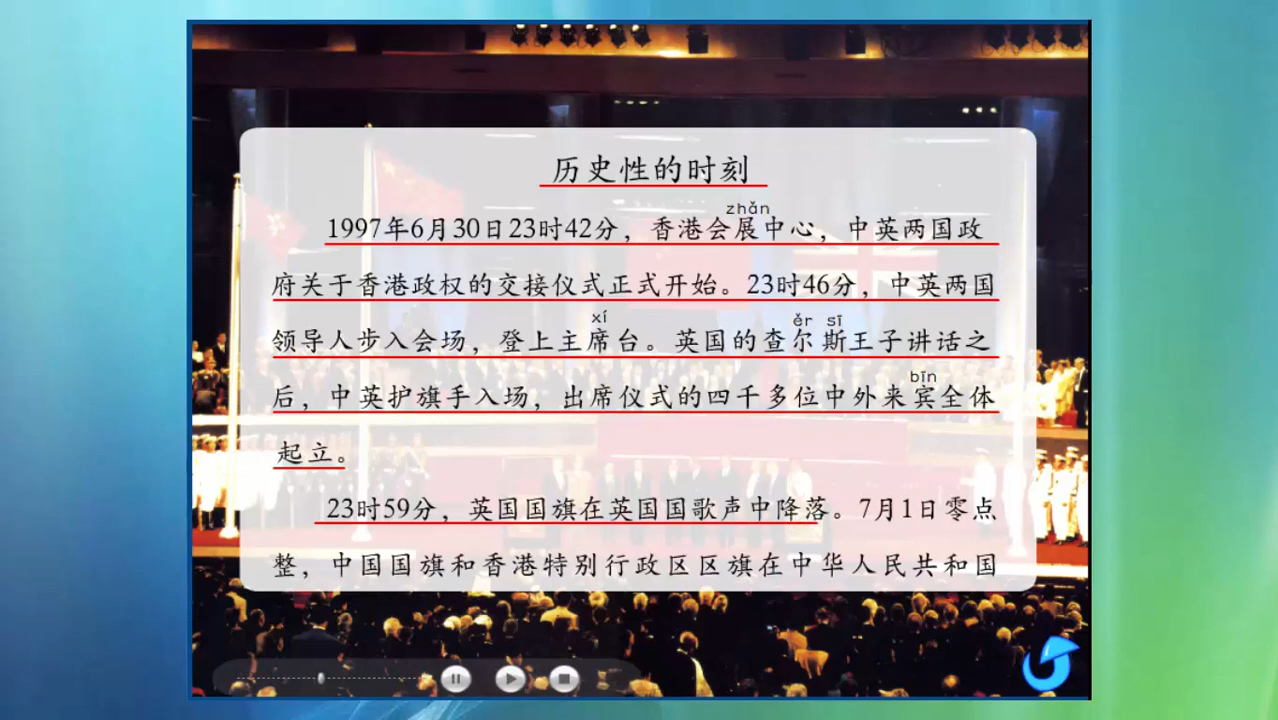 历史性的时刻
zhǎn
1997年6月30日23时42分，香港会展中心，中英两国政
府关于香港政权的交接仪式正式开始。23时46分，中英两国
xí ěr sī
领导人步入会场，登上主席台。英国的查尔斯王子讲话之
bīn
后，中英护旗手入场，出席仪式的四千多位中外来宾全体
起立。
23时59分，英国国旗在英国国歌声中降落。7月1日零点
整，中国国旗和香港特别行政区区旗在中华人民共和国